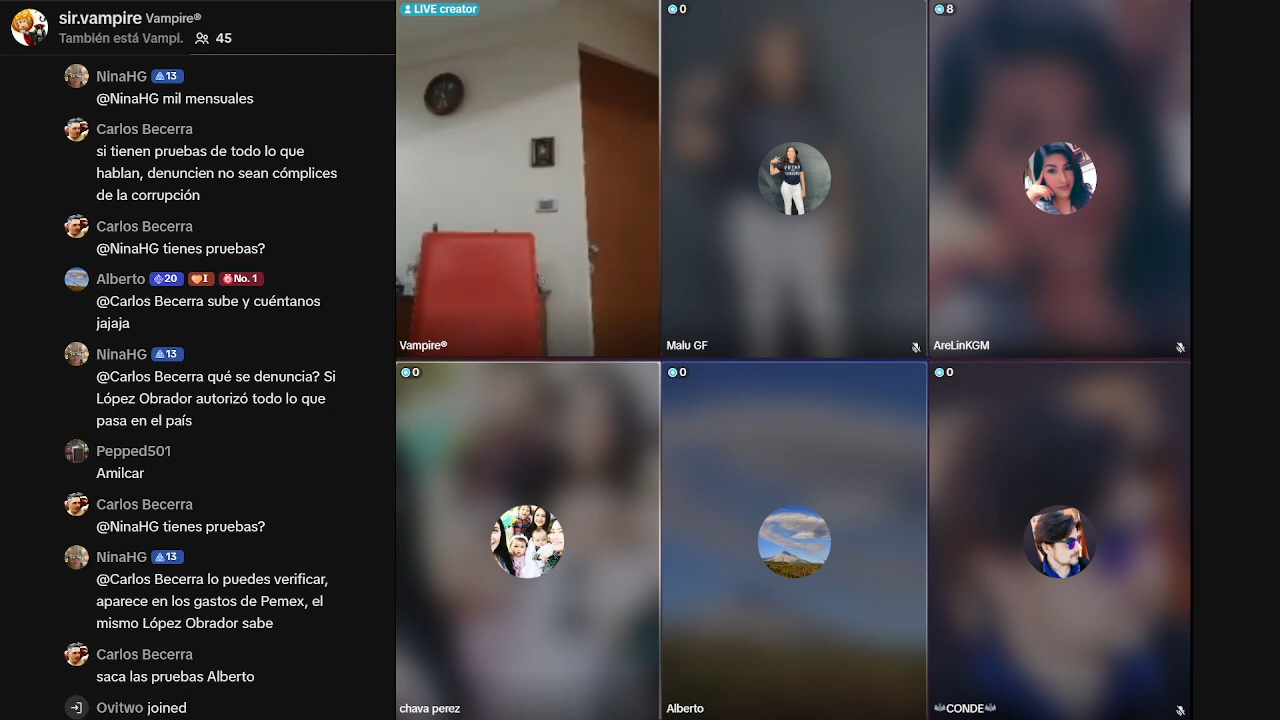 sir.vampire Vampire®
También está Vampi. 45
NinaHG 13
@NinaHG mil mensuales
Carlos Becerra
si tienen pruebas de todo lo que
hablan, denuncien no sean cómplices
de la corrupción
Carlos Becerra
@NinaHG tienes pruebas?
Alberto 20 I No. 1
@Carlos Becerra sube y cuéntanos
jajaja
NinaHG 13
@Carlos Becerra qué se denuncia? Si
López Obrador autorizó todo lo que
pasa en el país
Pepped501
Amilcar
Carlos Becerra
@NinaHG tienes pruebas?
NinaHG 13
@Carlos Becerra lo puedes verificar,
aparece en los gastos de Pemex, el
mismo López Obrador sabe
Carlos Becerra
saca las pruebas Alberto
Ovitwo joined
LIVE creator
Vampire®
0
VOTAR
Malu GF
8
AreLinKGM
0
chava perez
0
Alberto
0
🦇CONDE🦇